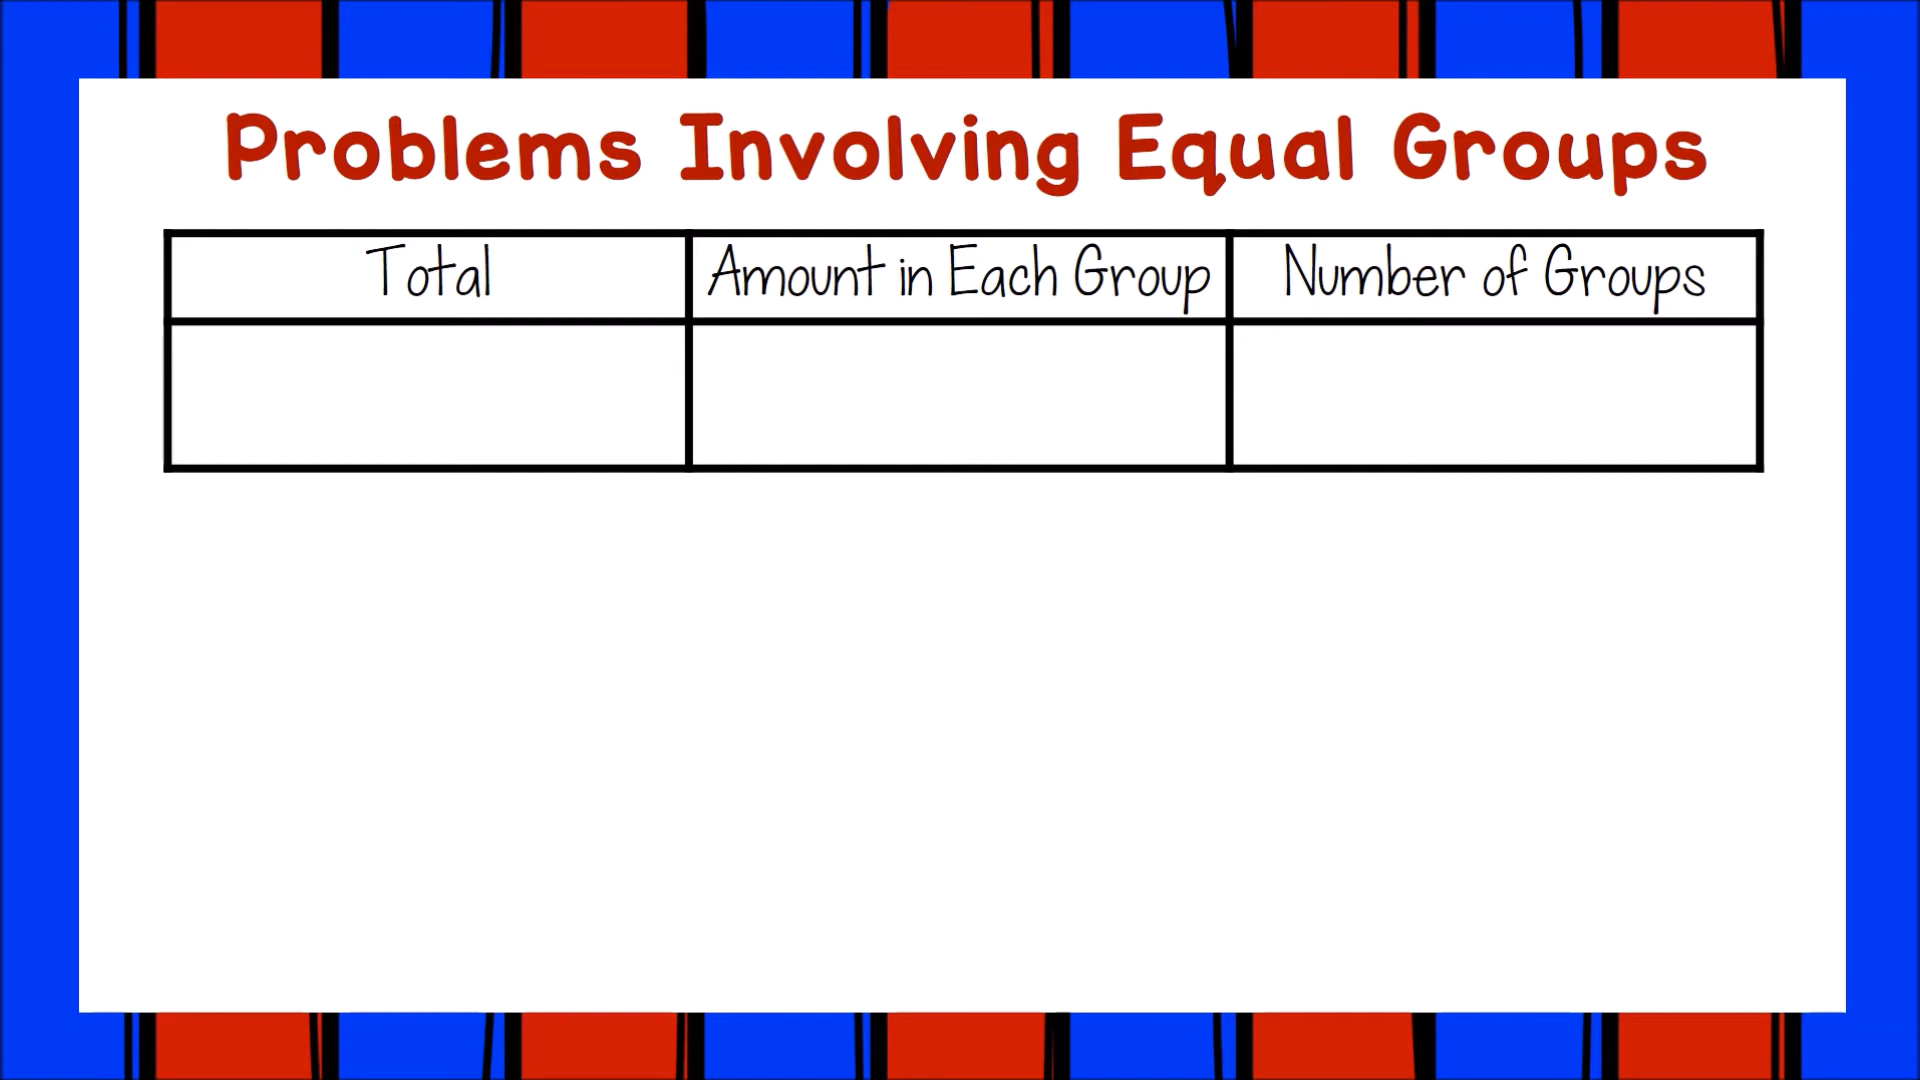 Problems Involving Equal Groups
Total
Amount in Each Group
Number of Groups